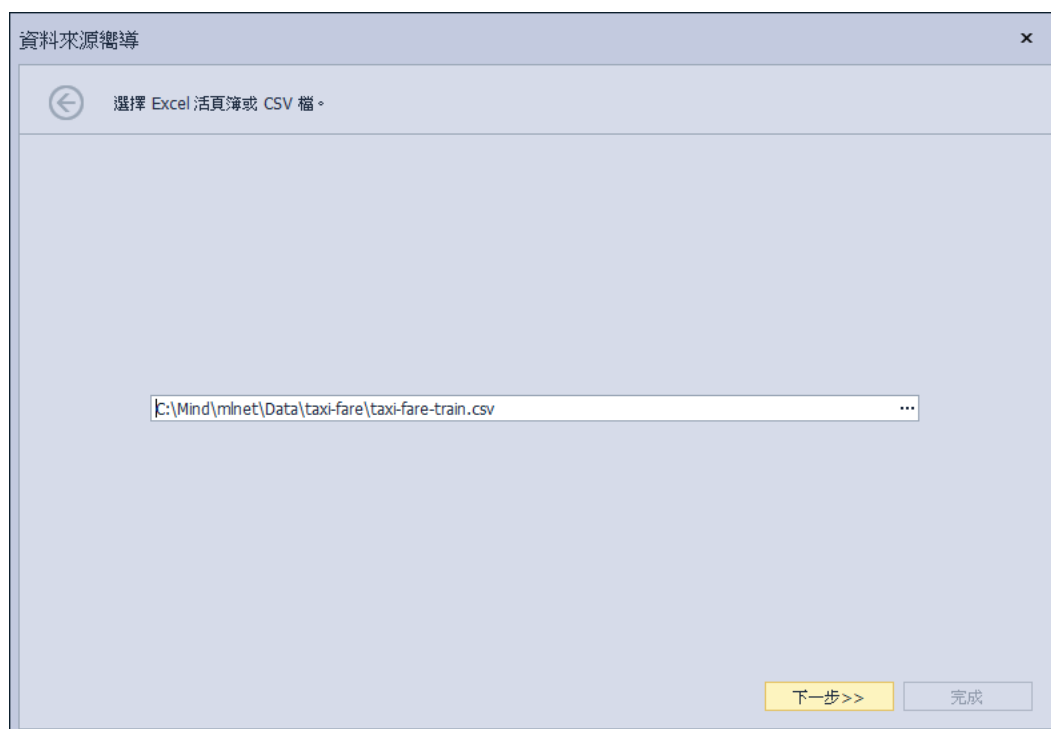 資料來源嚮導
選擇 Excel 活頁簿或 CSV 檔。
C:\Mind\mlnet\Data\taxi-fare\taxi-fare-train.csv
下一步>>
完成